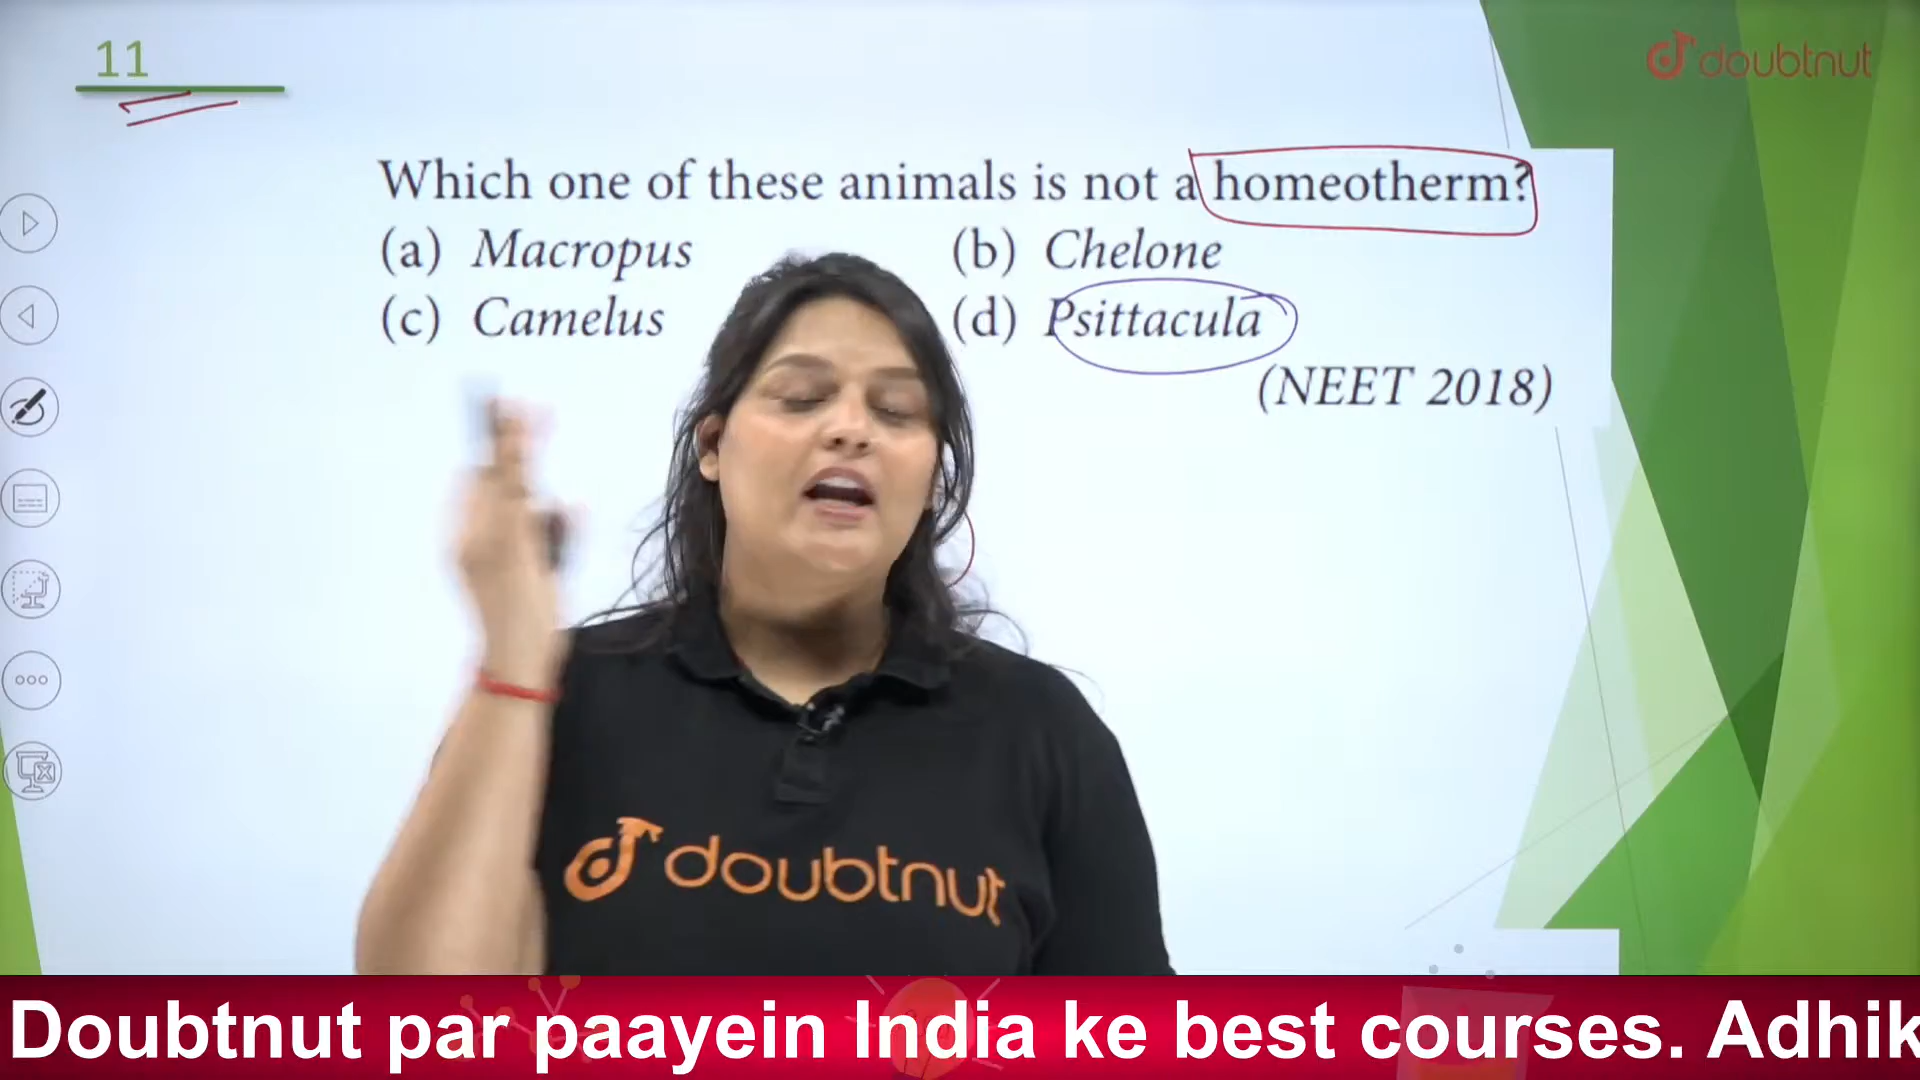 11
doubtnut
Which one of these animals is not a homeotherm?
(a) Macropus (b) Chelone
(c) Camelus (d) Psittacula
(NEET 2018)
doubtnut
Doubtnut par paayein India ke best courses. Adhik